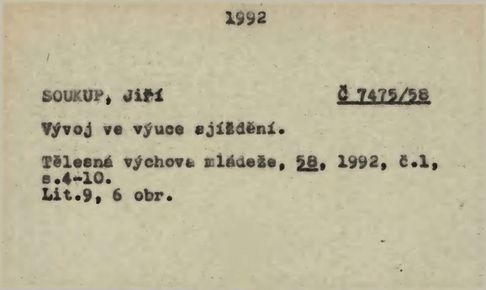 1992
SOUKUP, Jiří
Č 7475/58
Vývoj ve výuce sjíždění.
Tělesná výchova mládeže, 58, 1992, č.1,
s.4-10.
Lit.9, 6 obr.